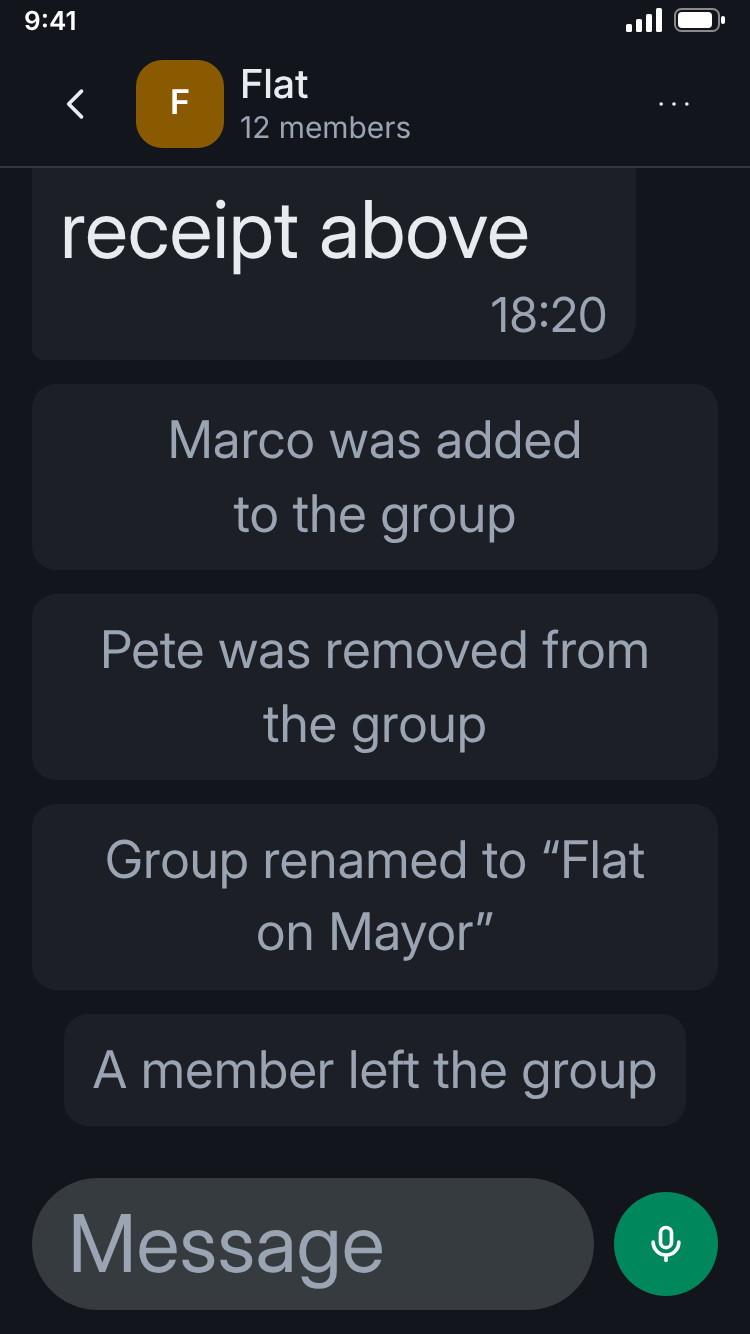 9:41
F
Flat
12 members
...
receipt above
18:20
Marco was added
to the group
Pete was removed from
the group
Group renamed to “Flat
on Mayor”
A member left the group
Message